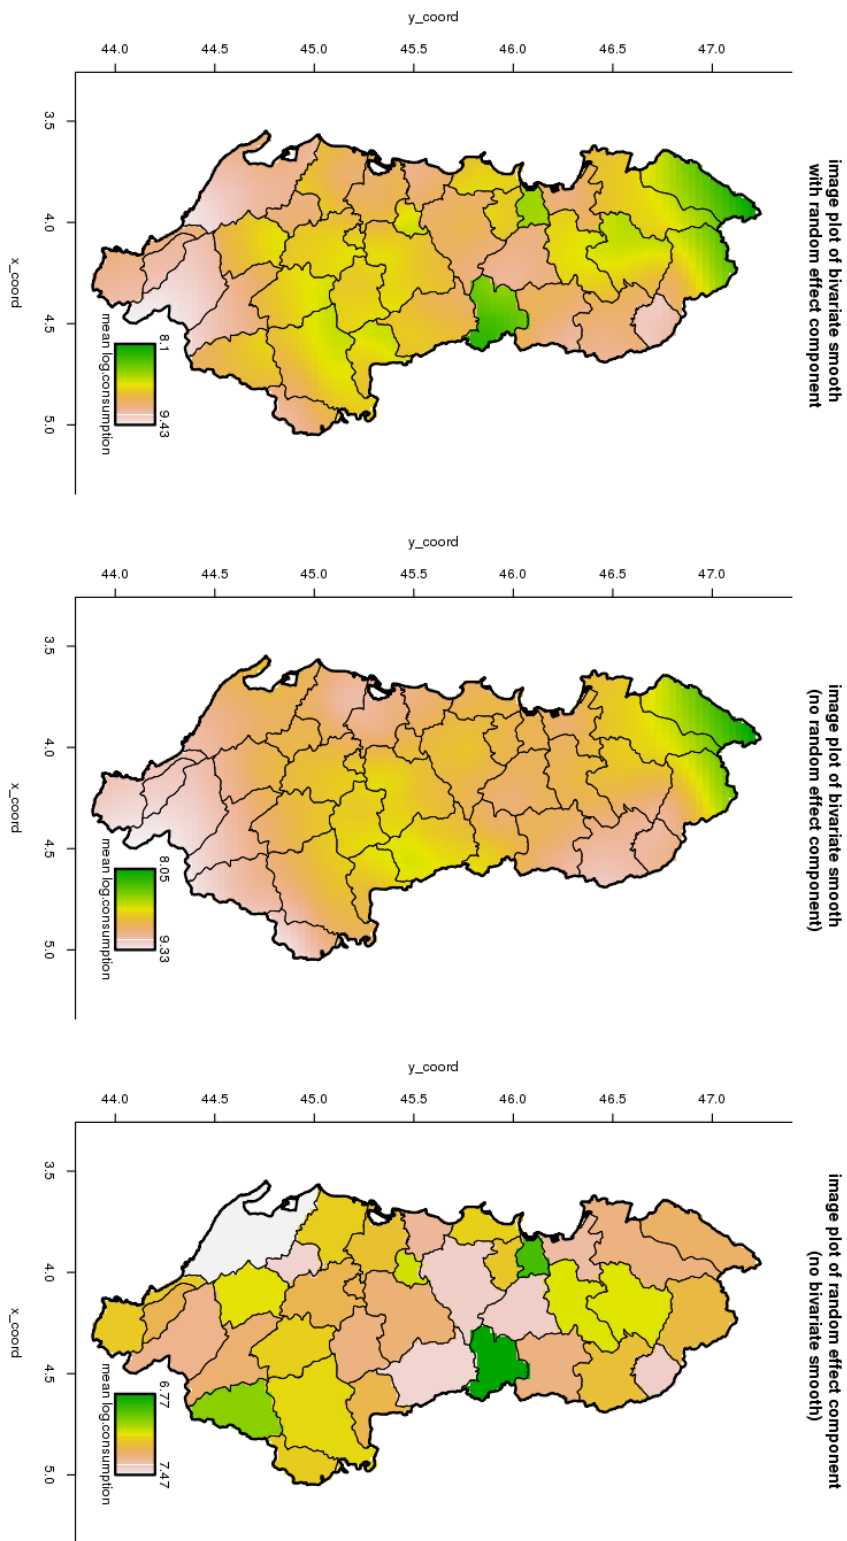 image plot of bivariate smooth
with random effect component
y_coord
44.0 44.5 45.0 45.5 46.0 46.5 47.0
3.5 4.0 4.5 5.0
x_coord
8.1 9.43
mean log.consumption
image plot of bivariate smooth
(no random effect component)
y_coord
44.0 44.5 45.0 45.5 46.0 46.5 47.0
3.5 4.0 4.5 5.0
x_coord
8.05 9.33
mean log.consumption
image plot of random effect component
(no bivariate smooth)
y_coord
44.0 44.5 45.0 45.5 46.0 46.5 47.0
3.5 4.0 4.5 5.0
x_coord
6.77 7.47
mean log.consumption